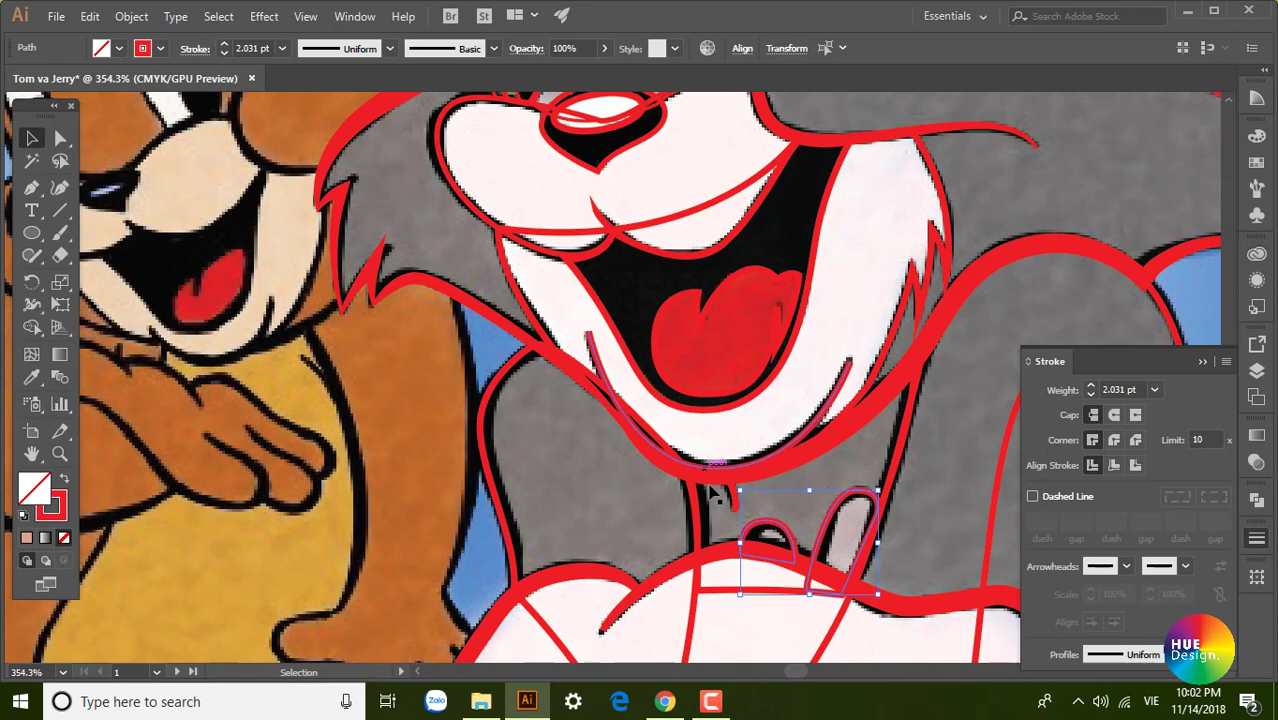 Ai File Edit Object Type Select Effect View Window Help Br St Essentials Search Adobe Stock
Path Stroke: 2.031 pt Uniform Basic Opacity: 100% Style: Align Transform
Tom va Jerry* @ 354.3% (CMYK/GPU Preview)
Stroke
Weight: 2.031 pt
Cap:
Corner: Limit: 10 x
Align Stroke:
Dashed Line
dash gap dash gap dash gap
Arrowheads:
Scale: 100% 100%
Align:
Profile: Uniform
HUE
Design.
354.3% 1 Selection
Type here to search Zalo Ai VIE 10:02 PM
11/14/2018 2